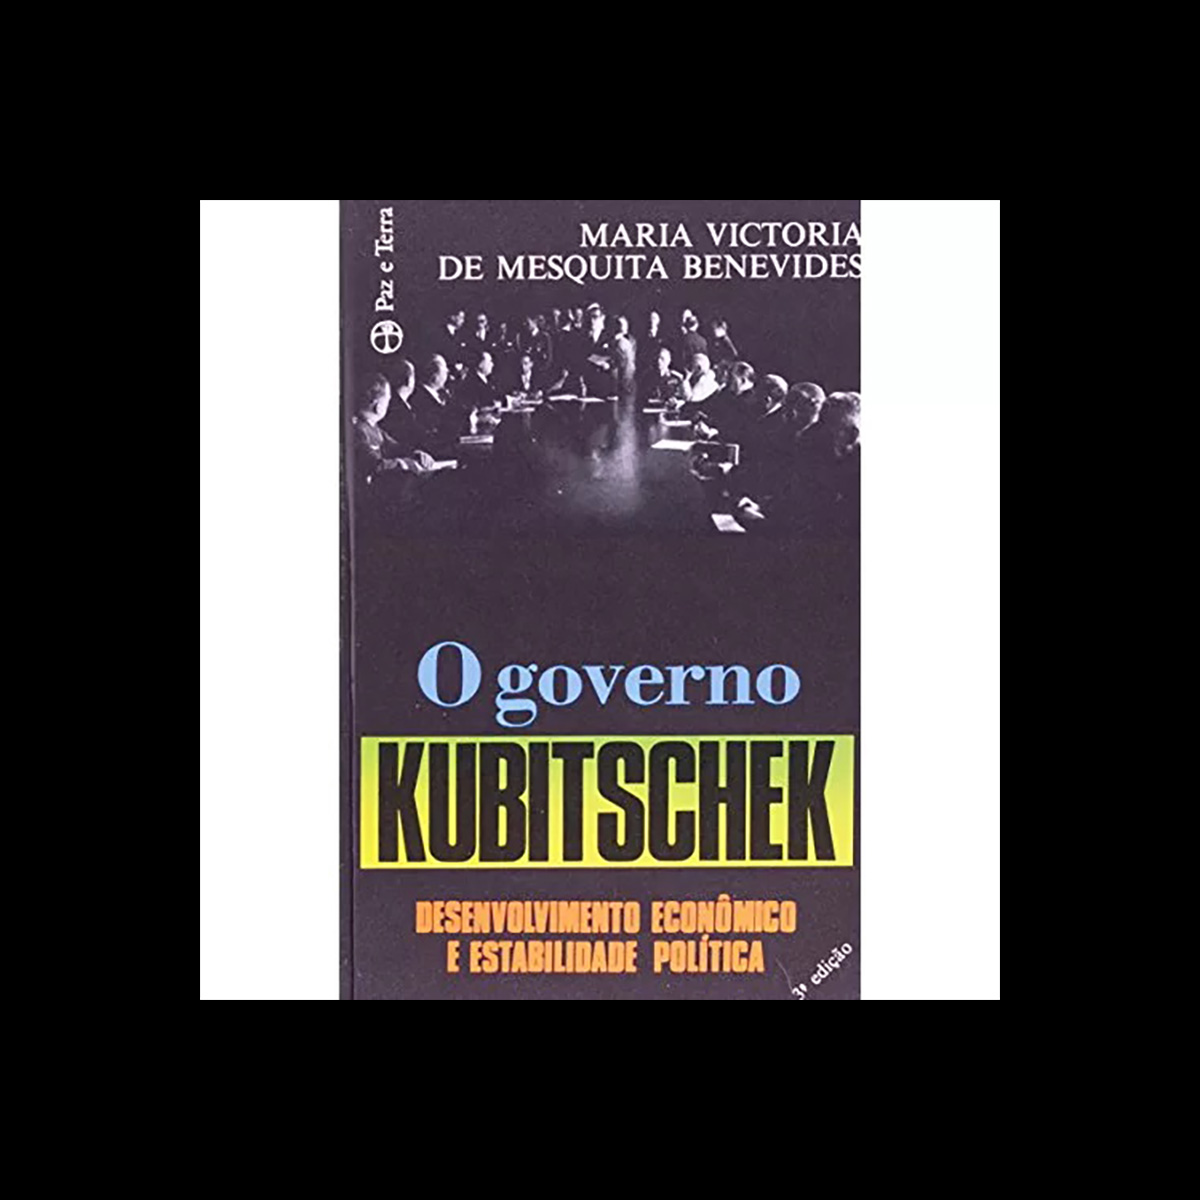 Paz e Terra
MARIA VICTORIA
DE MESQUITA BENEVIDES
O governo
KUBITSCHEK
DESENVOLVIMENTO ECONÔMICO
E ESTABILIDADE POLÍTICA
3ª edição